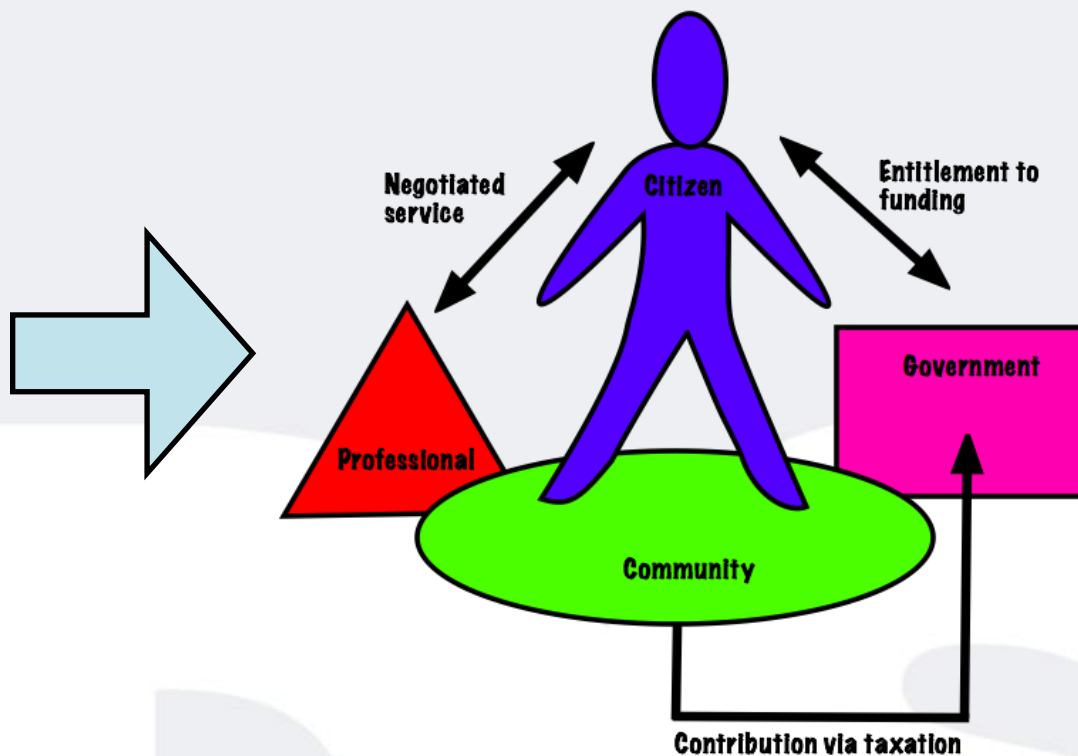 Citizen
Negotiated
service
Entitlement to
funding
Government
Professional
Community
Contribution via taxation